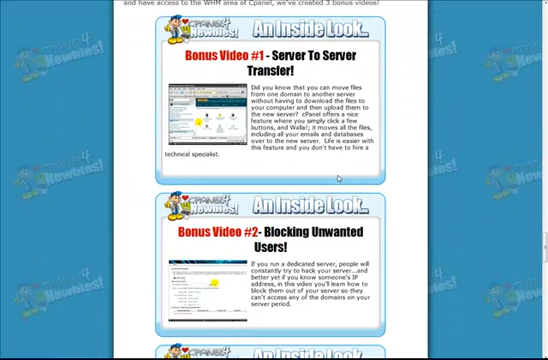 and have access to the WHM area of Cpanel, we've created 3 bonus videos!
CPANEL4
NEWBIES!
An Inside Look...
Bonus Video #1 - Server To Server
Transfer!
Did you know that you can move files
from one domain to another server
without having to download the files to
your computer and then upload them to
the new server? cPanel offers a nice
feature where you simply click a few
buttons, and Walla!; it moves all the files,
including all your emails and databases
over to the new server. Life is easier with
this feature and you don't have to hire a
technical specialist.
CPANEL4
NEWBIES!
An Inside Look...
Bonus Video #2- Blocking Unwanted
Users!
If you run a dedicated server, people will
constantly try to hack your server...and
better yet if you know someone's IP
address, in this video you'll learn how to
block them out of your server so they
can't access any of the domains on your
server period.